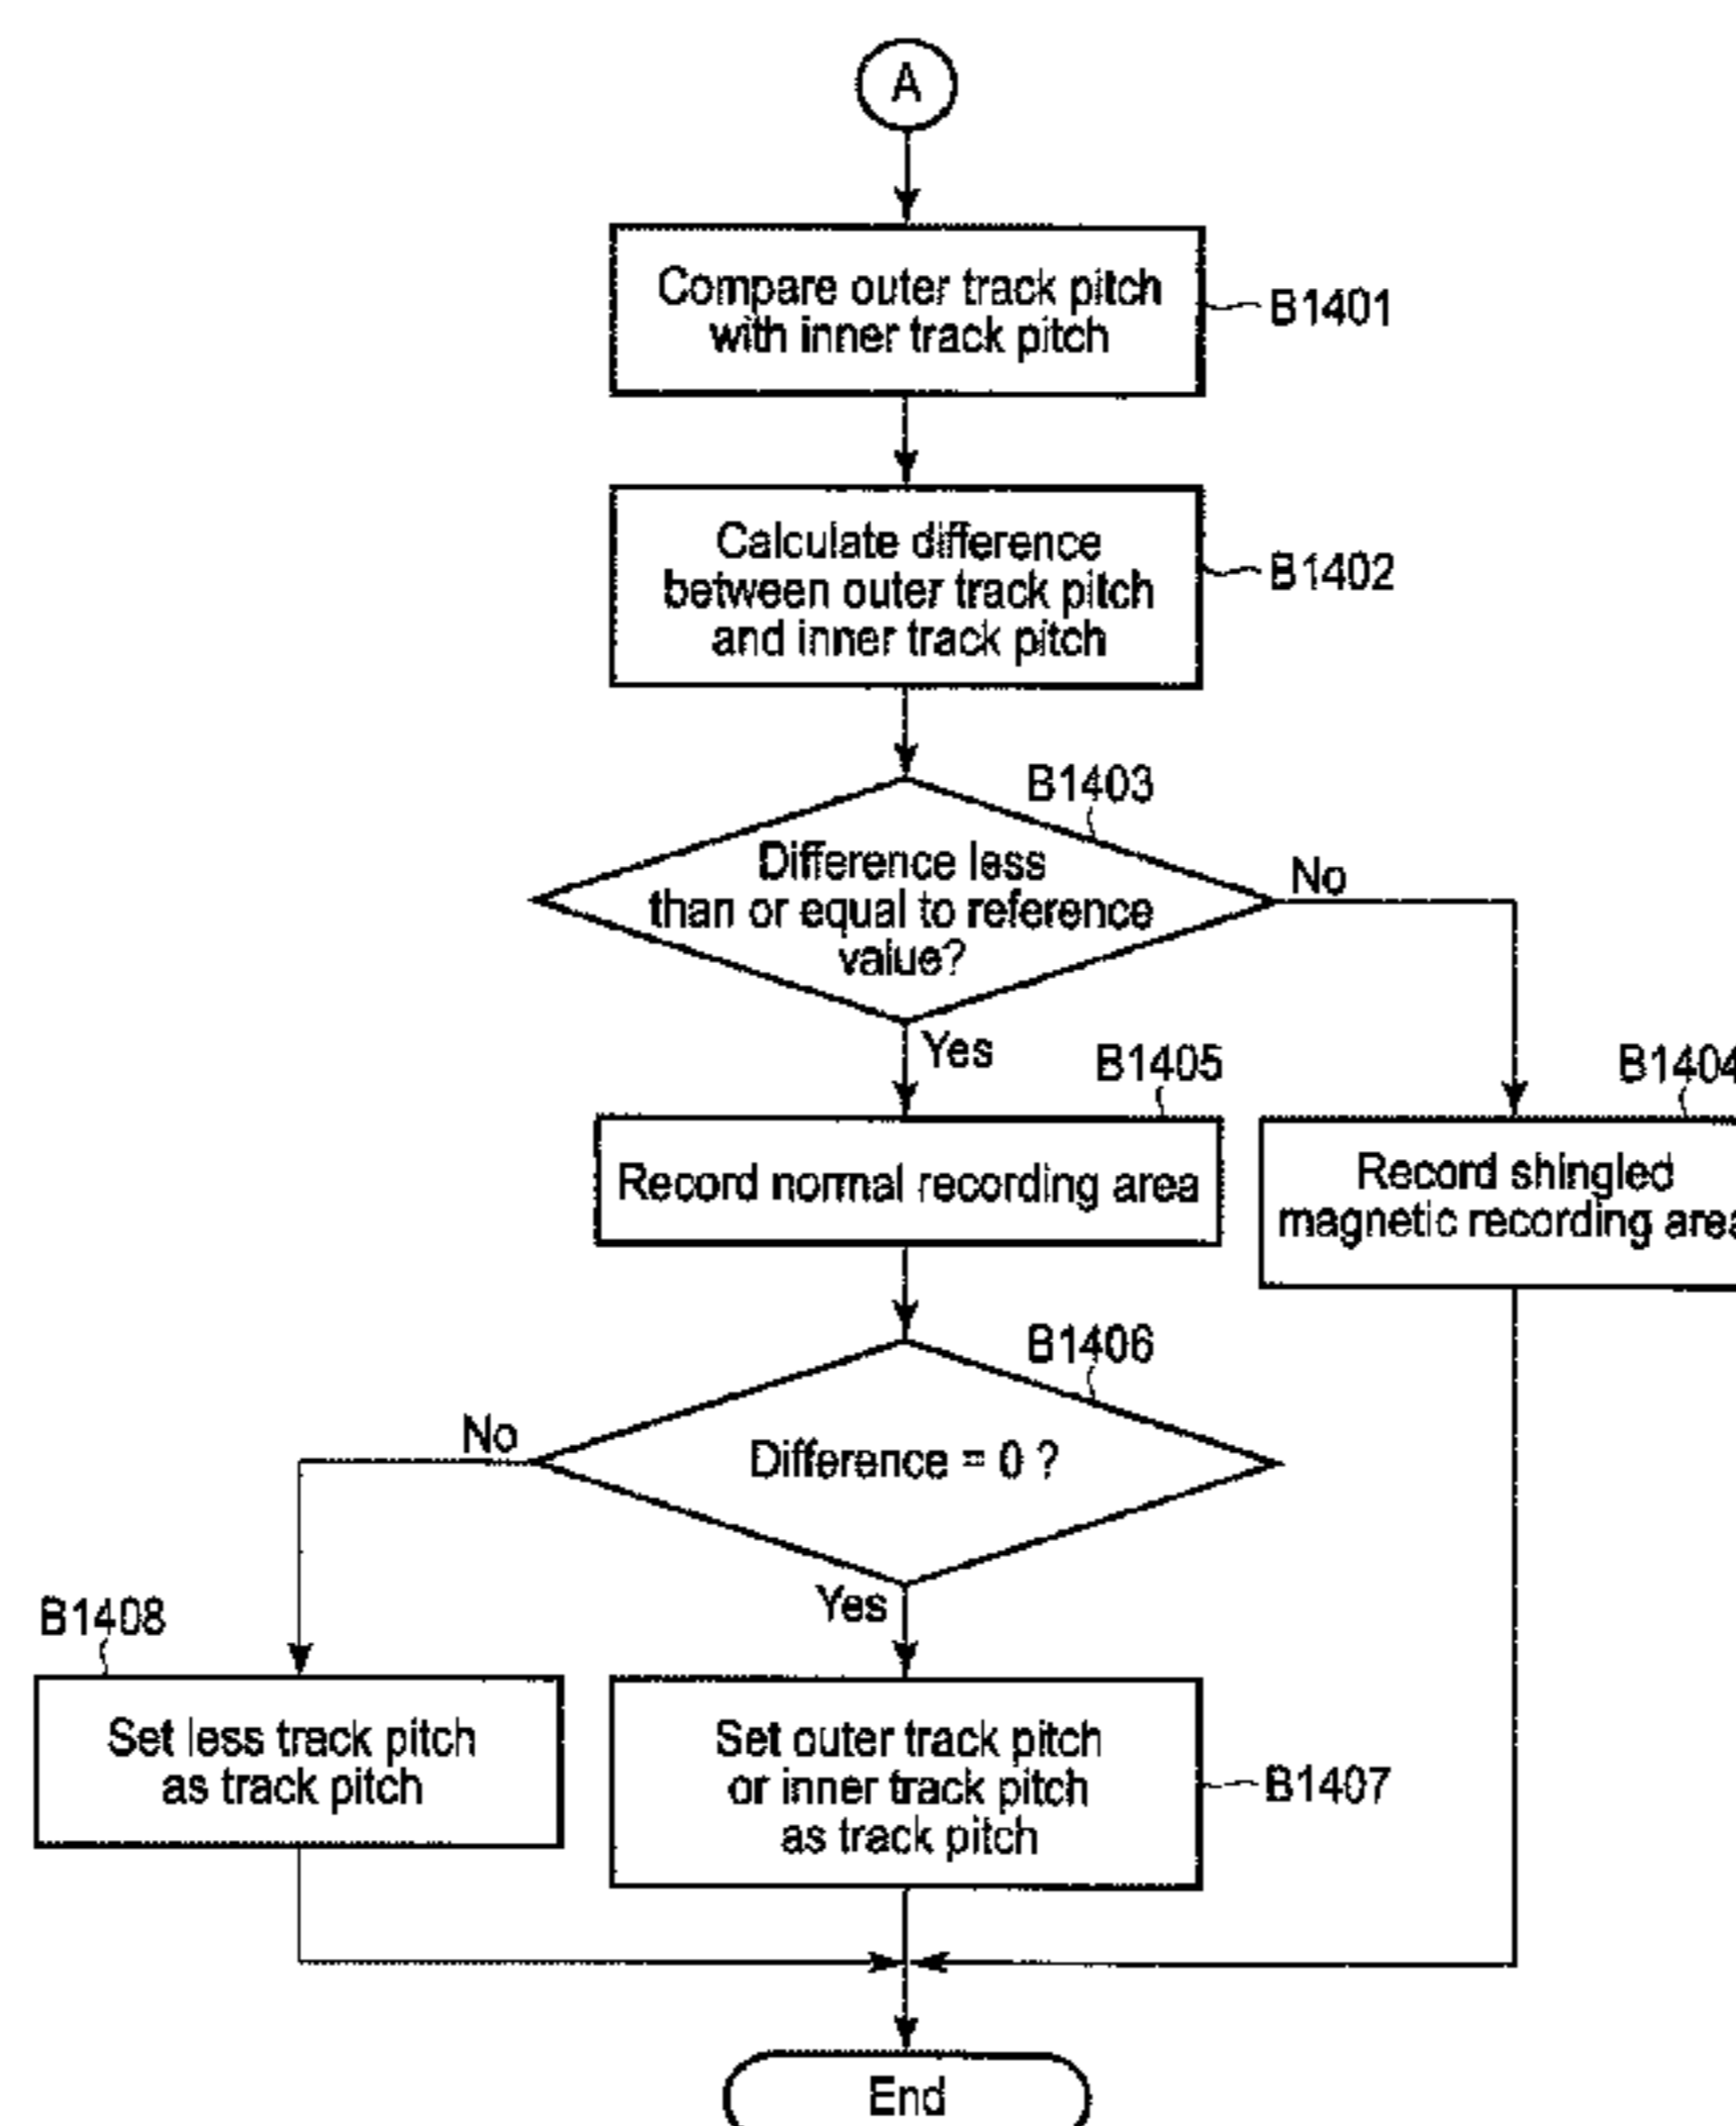 A
Compare outer track pitch
with inner track pitch
B1401
Calculate difference
between outer track pitch
and inner track pitch
B1402
B1403
Difference less
than or equal to reference
value?
No
Yes
B1405
B1404
Record normal recording area
Record shingled
magnetic recording area
B1406
No
Difference = 0 ?
Yes
B1408
Set less track pitch
as track pitch
Set outer track pitch
or inner track pitch
as track pitch
B1407
End